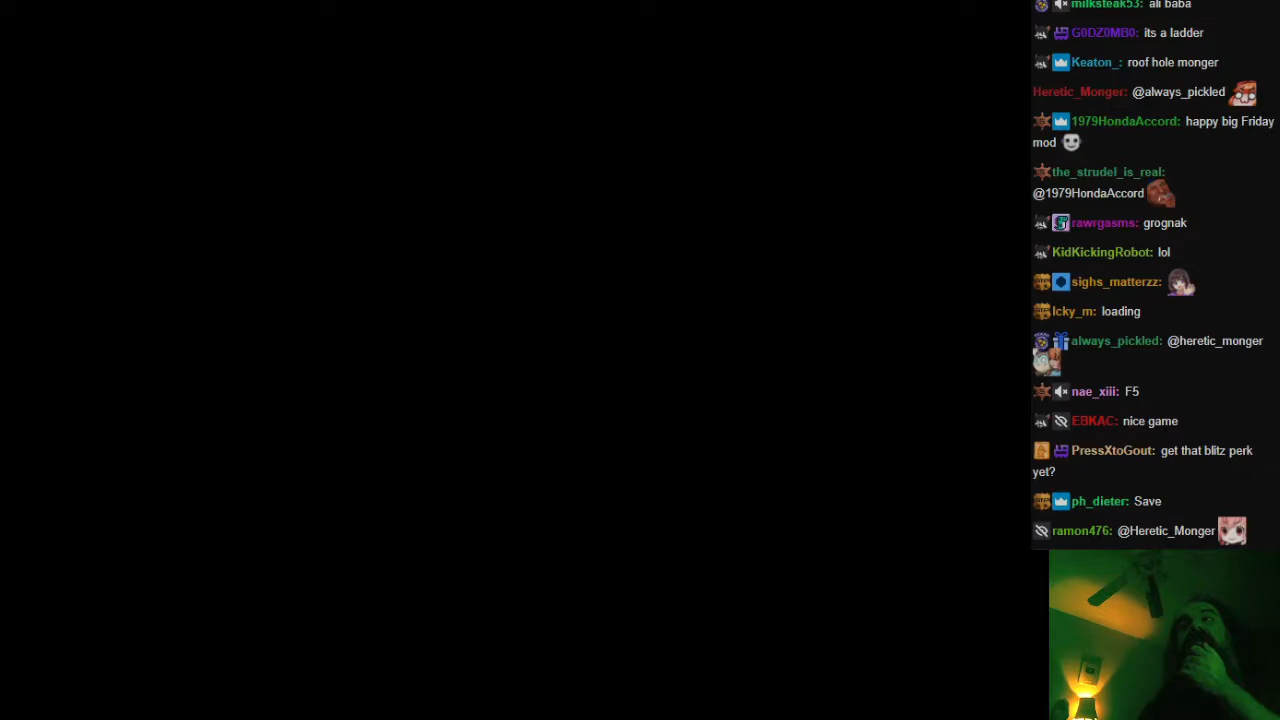 milksteak53: ali baba
G0DZ0MB0: its a ladder
Keaton_: roof hole monger
Heretic_Monger: @always_pickled
1979HondaAccord: happy big Friday
mod
the_strudel_is_real:
@1979HondaAccord
rawrgasms: grognak
KidKickingRobot: lol
sighs_matterzz:
Icky_m: loading
always_pickled: @heretic_monger
nae_xiii: F5
EBKAC: nice game
PressXtoGout: get that blitz perk
yet?
ph_dieter: Save
ramon476: @Heretic_Monger